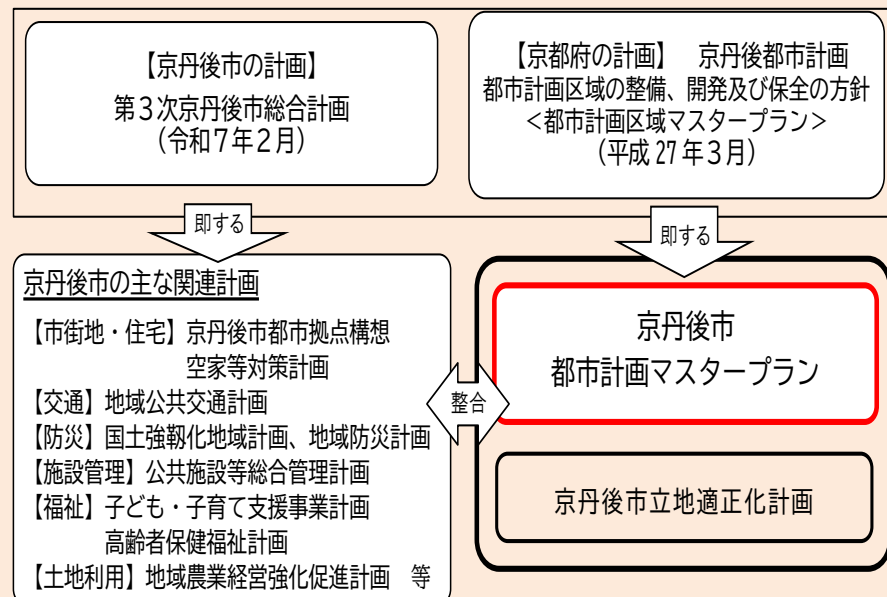 【京丹後市の計画】
第３次京丹後市総合計画
（令和７年２月）
【京都府の計画】　京丹後都市計画
都市計画区域の整備、開発及び保全の方針
＜都市計画区域マスタープラン＞
（平成27年３月）
即する
即する
京丹後市の主な関連計画
【市街地・住宅】京丹後市都市拠点構想
空家等対策計画
【交通】地域公共交通計画
【防災】国土強靱化地域計画、地域防災計画
【施設管理】公共施設等総合管理計画
【福祉】子ども・子育て支援事業計画
高齢者保健福祉計画
【土地利用】地域農業経営強化促進計画　等
整合
京丹後市
都市計画マスタープラン
京丹後市立地適正化計画